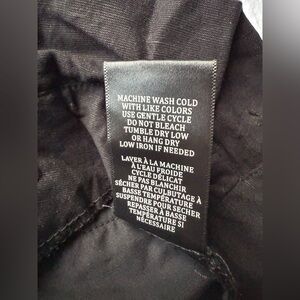 MACHINE WASH COLD
WITH LIKE COLORS
USE GENTLE CYCLE
DO NOT BLEACH
TUMBLE DRY LOW
OR HANG DRY
LOW IRON IF NEEDED
LAVER À LA MACHINE
À L'EAU FROIDE
CYCLE DÉLICAT
NE PAS BLANCHIR
SÉCHER PAR CULBUTAGE À
BASSE TEMPÉRATURE
SUSPENDRE POUR SÉCHER
REPASSER À BASSE
TEMPÉRATURE SI
NÉCESSAIRE